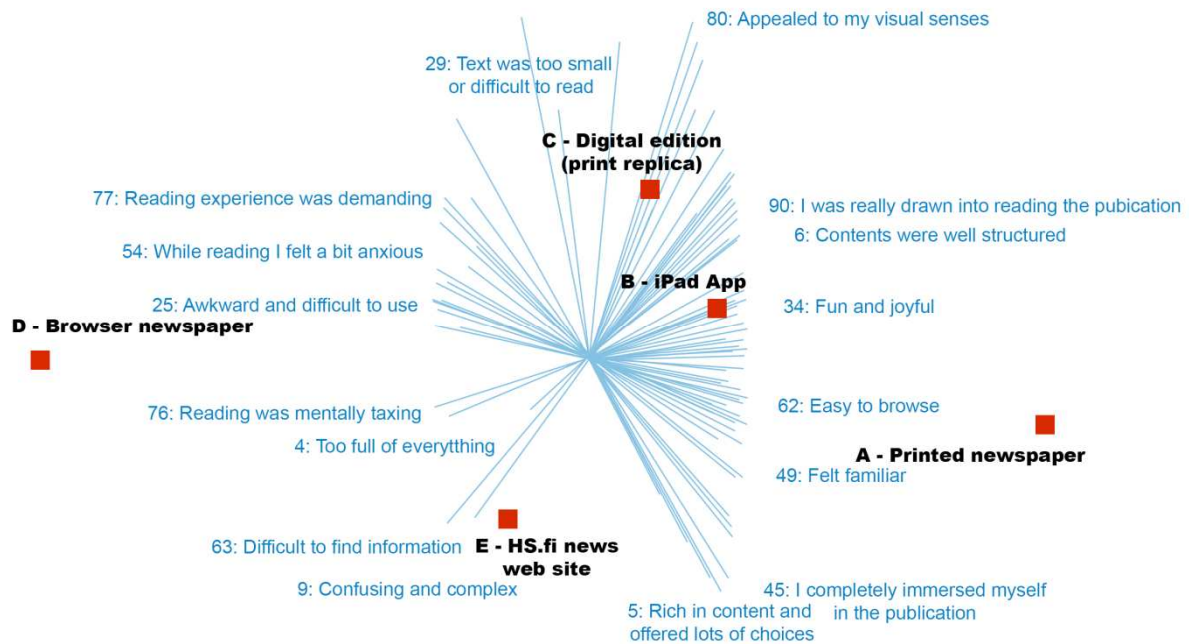 80: Appealed to my visual senses
29: Text was too small
or difficult to read
C - Digital edition
(print replica)
77: Reading experience was demanding
90: I was really drawn into reading the pubication
6: Contents were well structured
54: While reading I felt a bit anxious
B - iPad App
25: Awkward and difficult to use
34: Fun and joyful
D - Browser newspaper
76: Reading was mentally taxing
62: Easy to browse
4: Too full of everytthing
A - Printed newspaper
49: Felt familiar
63: Difficult to find information
E - HS.fi news
web site
9: Confusing and complex
45: I completely immersed myself
in the publication
5: Rich in content and
offered lots of choices